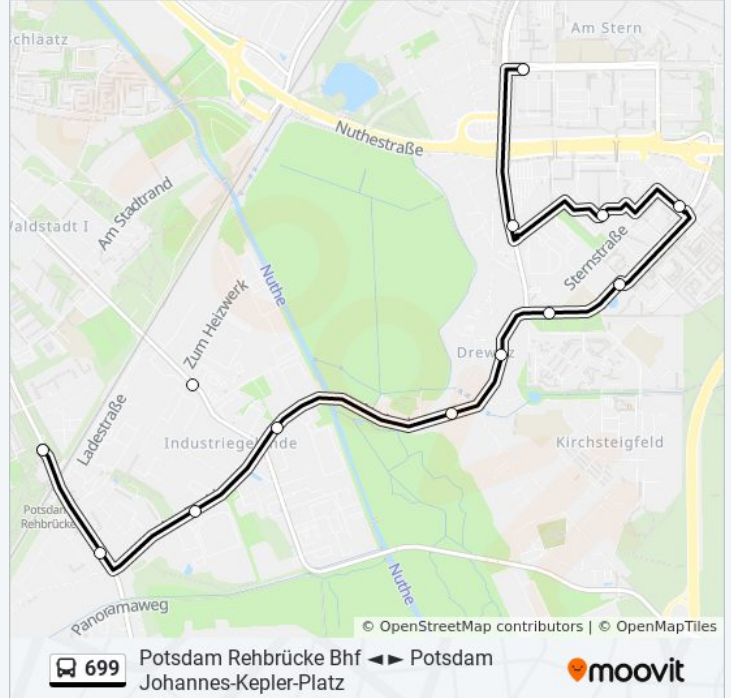 Schlaatz
Am Stern
Nuthestraße
Am Stadtrand
Waldstadt I
Sternstraße
Nuthe
Zum Heizwerk
Drewitz
Ladestraße
Industriegelände
Kirchsteigfeld
Potsdam
Rehbrücke
Nuthe
Panoramaweg
© OpenStreetMap contributors | © OpenMapTiles
699
Potsdam Rehbrücke Bhf ◄► Potsdam
Johannes-Kepler-Platz
moovit